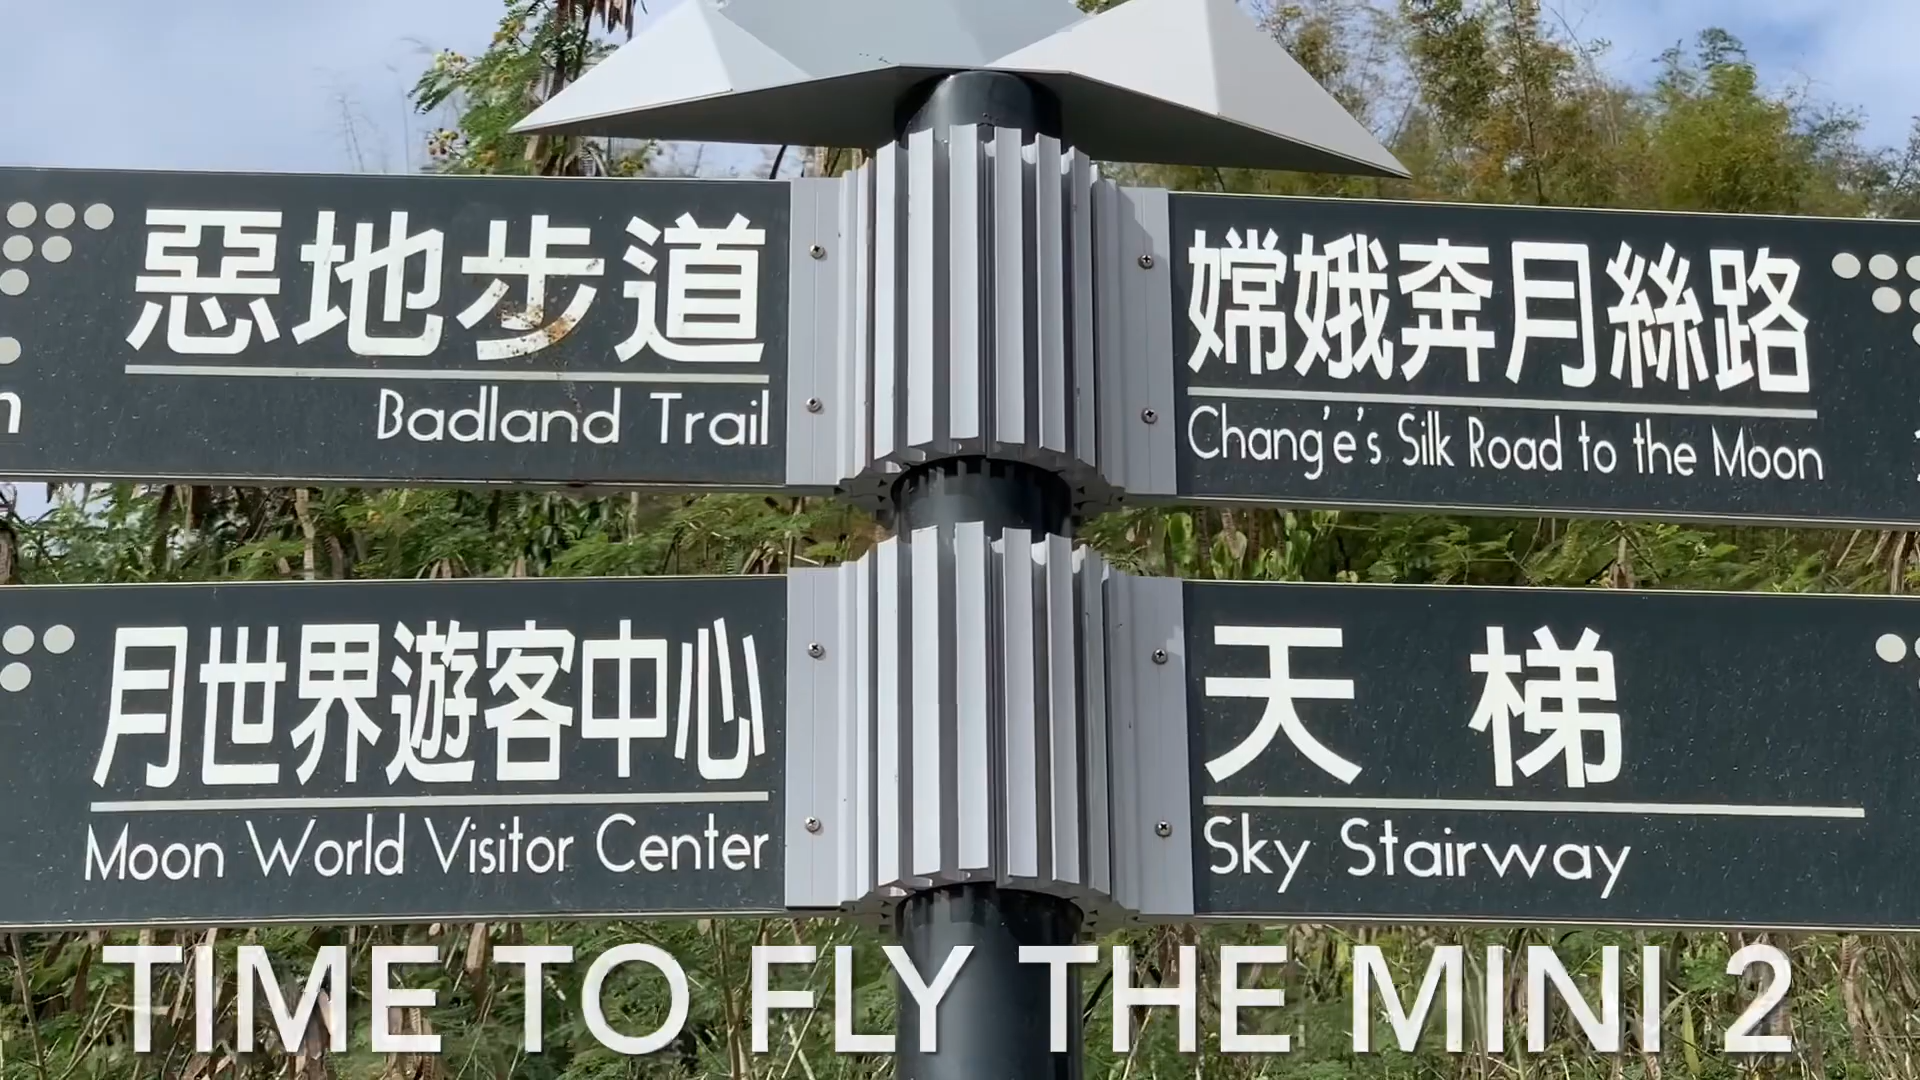 惡地步道
Badland Trail
嫦娥奔月絲路
Chang'e's Silk Road to the Moon
月世界遊客中心
Moon World Visitor Center
天梯
Sky Stairway
TIME TO FLY THE MINI 2